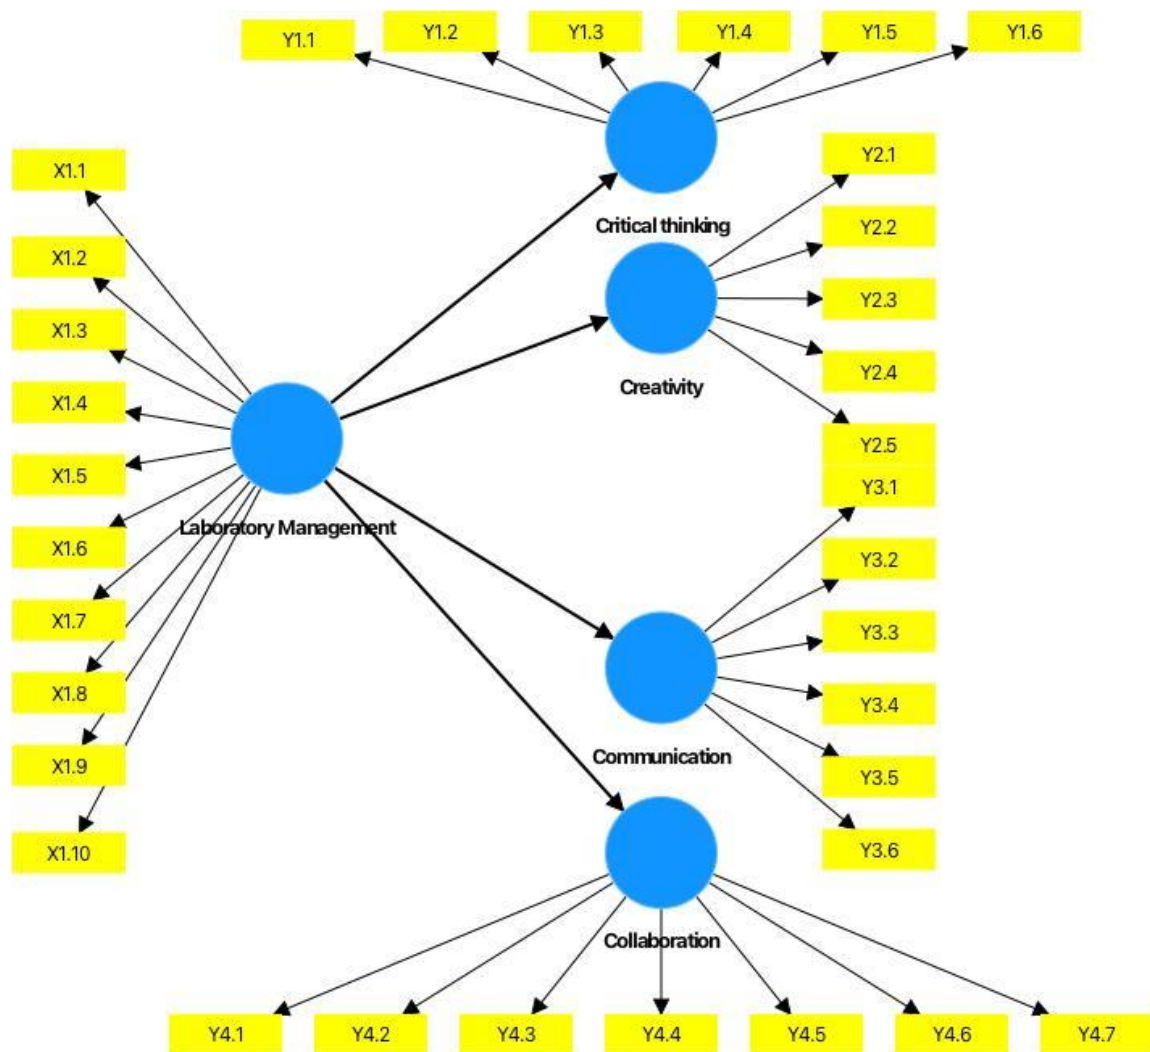 Y1.1
Y1.2
Y1.3
Y1.4
Y1.5
Y1.6
Critical thinking
X1.1
X1.2
X1.3
X1.4
X1.5
X1.6
X1.7
X1.8
X1.9
X1.10
Laboratory Management
Y2.1
Y2.2
Y2.3
Y2.4
Y2.5
Creativity
Y3.1
Y3.2
Y3.3
Y3.4
Y3.5
Y3.6
Communication
Collaboration
Y4.1
Y4.2
Y4.3
Y4.4
Y4.5
Y4.6
Y4.7